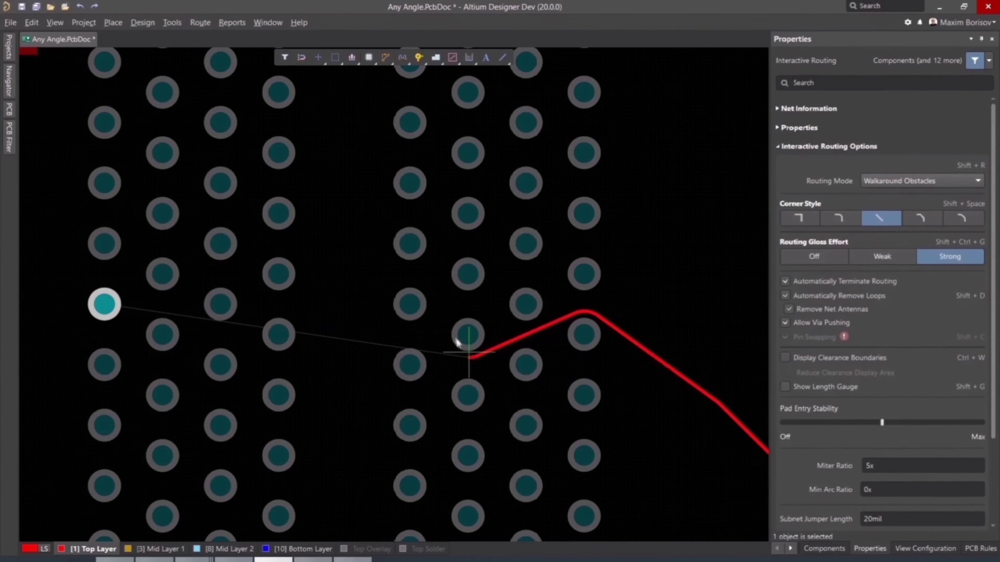 Any Angle.PcbDoc * - Altium Designer Dev (20.0.0)
Search
File Edit View Project Place Design Tools Route Reports Window Help
Maxim Borisov
Any Angle.PcbDoc *
Projects
Navigator
PCB
PCB Filter
A
Properties
Interactive Routing Components (and 12 more)
Search
Net Information
Properties
Interactive Routing Options
Shift + R
Routing Mode Walkaround Obstacles
Corner Style Shift + Space
Routing Gloss Effort Shift + Ctrl + G
Off Weak Strong
Automatically Terminate Routing
Automatically Remove Loops Shift + D
Remove Net Antennas
Allow Via Pushing
Pin Swapping ! Shift + C
Display Clearance Boundaries Ctrl + W
Reduce Clearance Display Area
Show Length Gauge Shift + G
Pad Entry Stability
Off Max
Miter Ratio 5x
Min Arc Ratio 0x
Subnet Jumper Length 20mil
1 object is selected
LS [1] Top Layer [3] Mid Layer 1 [8] Mid Layer 2 [10] Bottom Layer Top Overlay Top Solder
Components Properties View Configuration PCB Rules